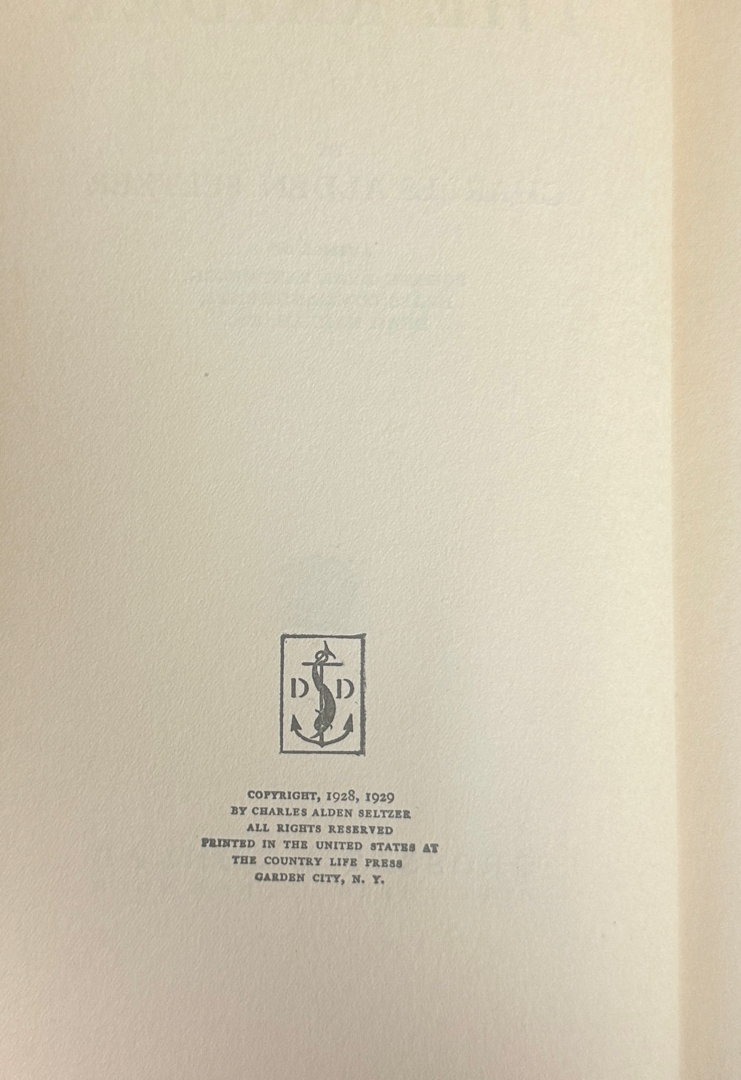 D D
COPYRIGHT, 1928, 1929
BY CHARLES ALDEN SELTZER
ALL RIGHTS RESERVED
PRINTED IN THE UNITED STATES AT
THE COUNTRY LIFE PRESS
GARDEN CITY, N. Y.